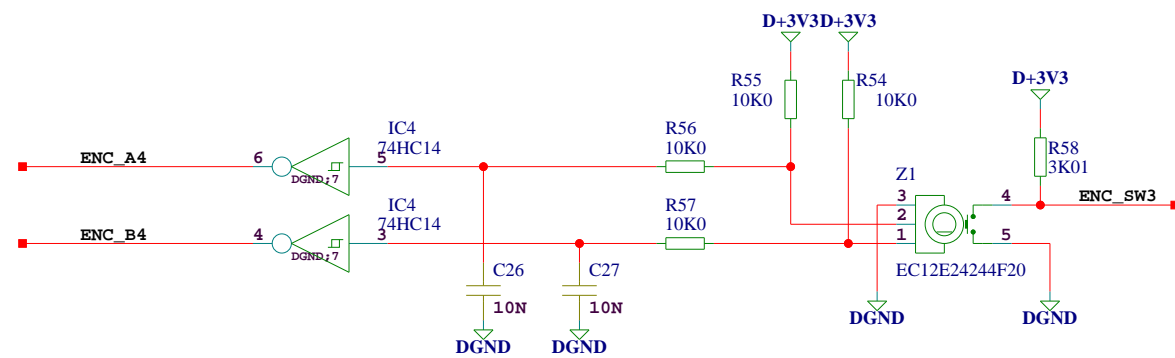 D+3V3
D+3V3
R55
10K0
R54
10K0
D+3V3
IC4
74HC14
R56
10K0
R58
3K01
ENC_A4
6
5
DGND;7
Z1
IC4
74HC14
R57
10K0
3
4
ENC_SW3
2
ENC_B4
4
3
1
5
DGND;7
C26
10N
C27
10N
EC12E24244F20
DGND
DGND
DGND
DGND